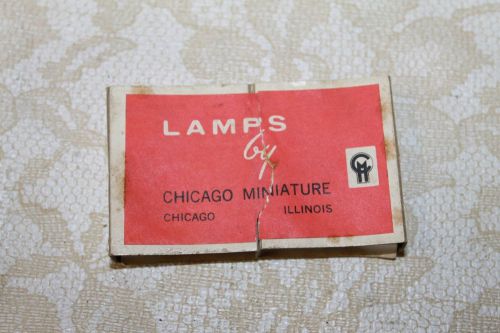 LAMPS
by
CHICAGO MINIATURE
CHICAGO ILLINOIS
CM